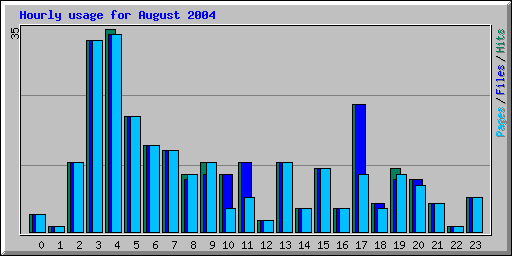 Hourly usage for August 2004
35
Pages / Files / Hits
0 1 2 3 4 5 6 7 8 9 10 11 12 13 14 15 16 17 18 19 20 21 22 23